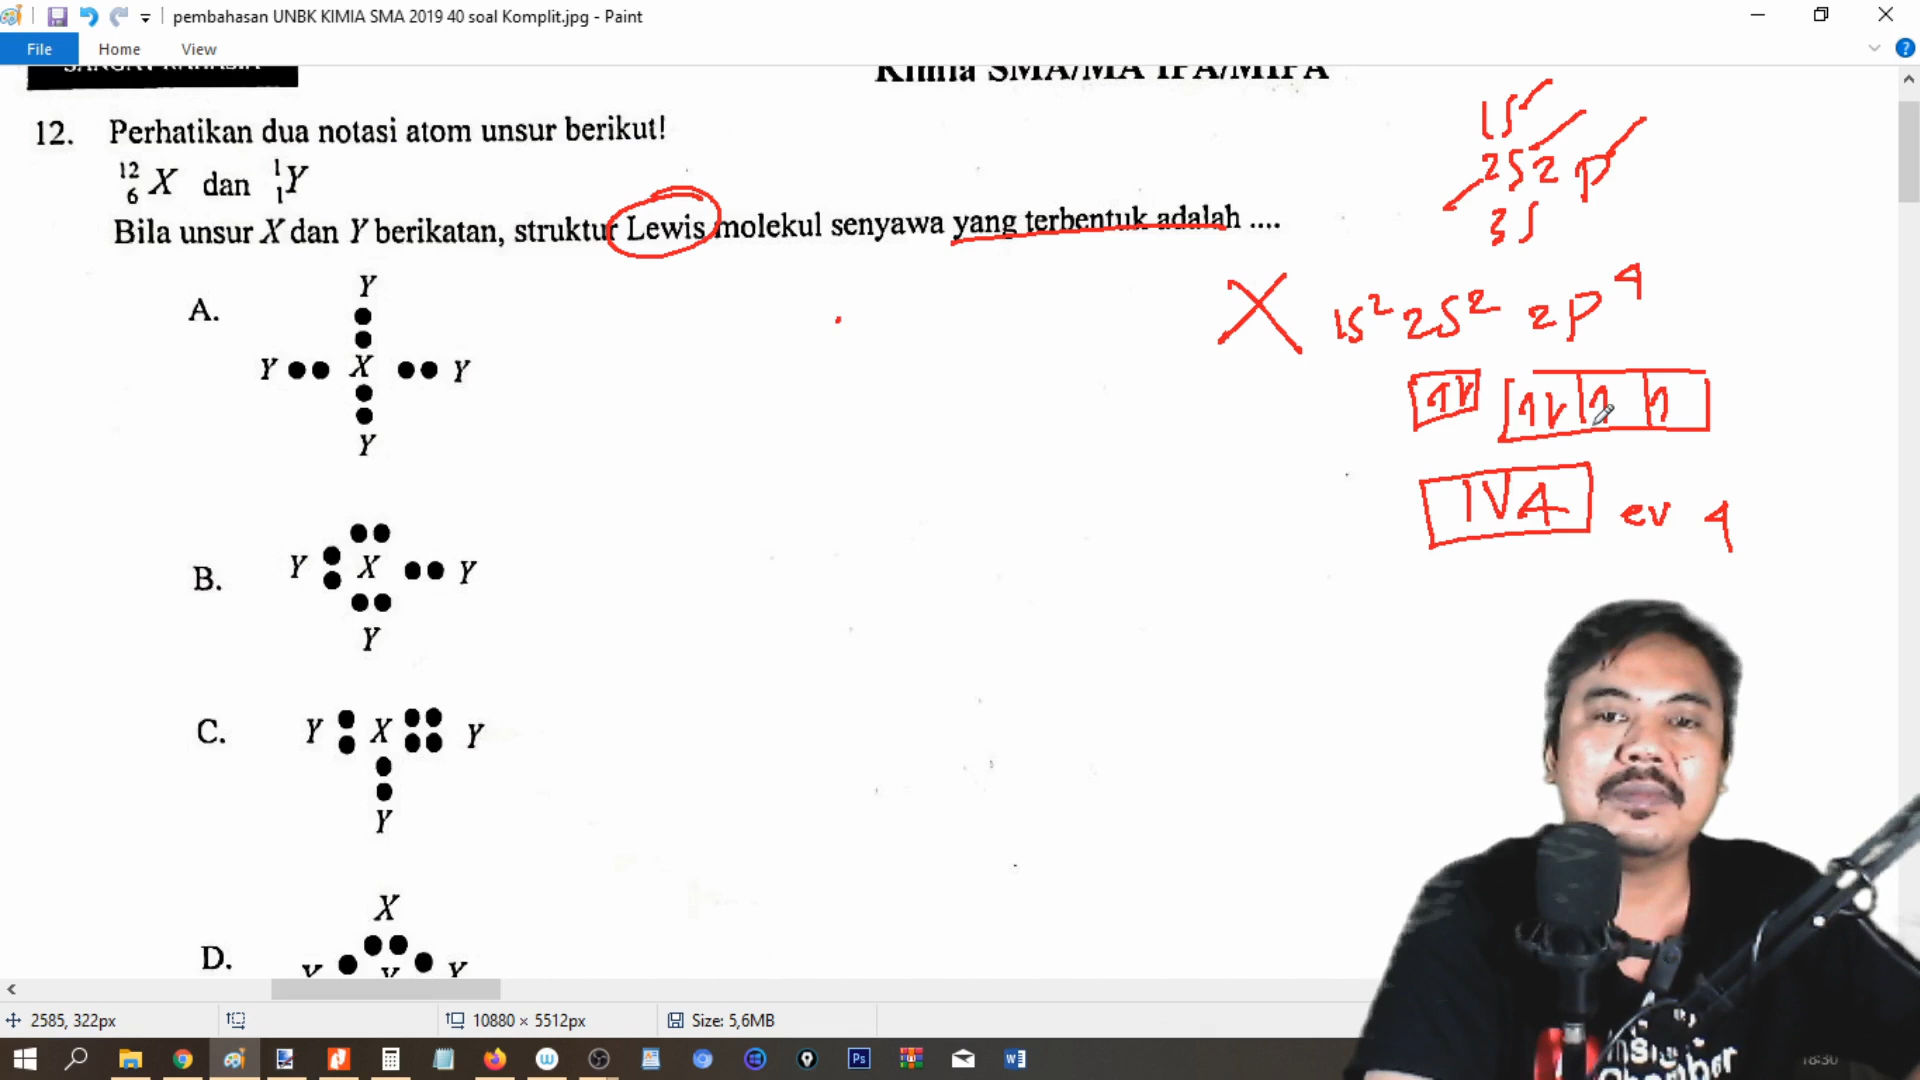 pembahasan UNBK KIMIA SMA 2019 40 soal Komplit.jpg - Paint
File Home View
Kimia SMA/MA IPA/MIPA
12. Perhatikan dua notasi atom unsur berikut!
12 6 X dan 1 1 Y
Bila unsur X dan Y berikatan, struktur Lewis molekul senyawa yang terbentuk adalah ....
A.
Y
Y X Y
Y
B.
Y X Y
Y
C.
Y X Y
Y
D.
X
Y Y Y
1S
2S 2P
3S
X 1S² 2S² 2P⁴
IVA ev 4
2585, 322px
10880 × 5512px
Size: 5,6MB
18:30